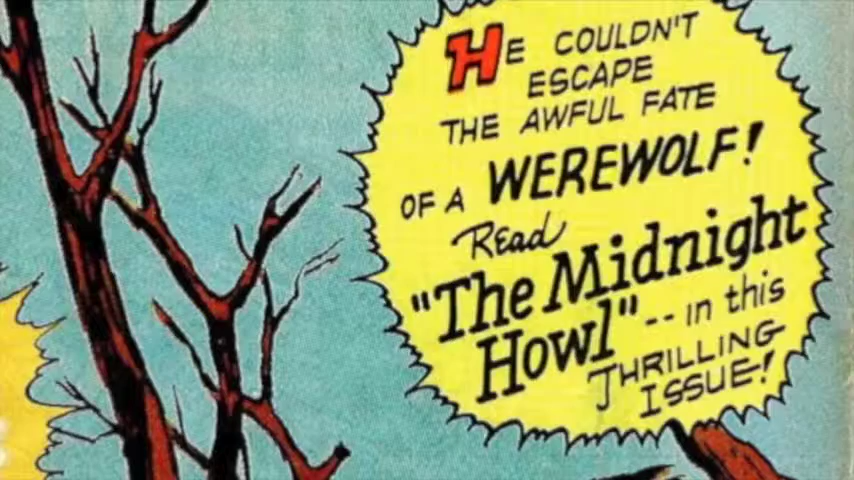 HE COULDN'T
ESCAPE
THE AWFUL FATE
OF A WEREWOLF!
Read
"The Midnight
Howl" -- in this
THRILLING
ISSUE!